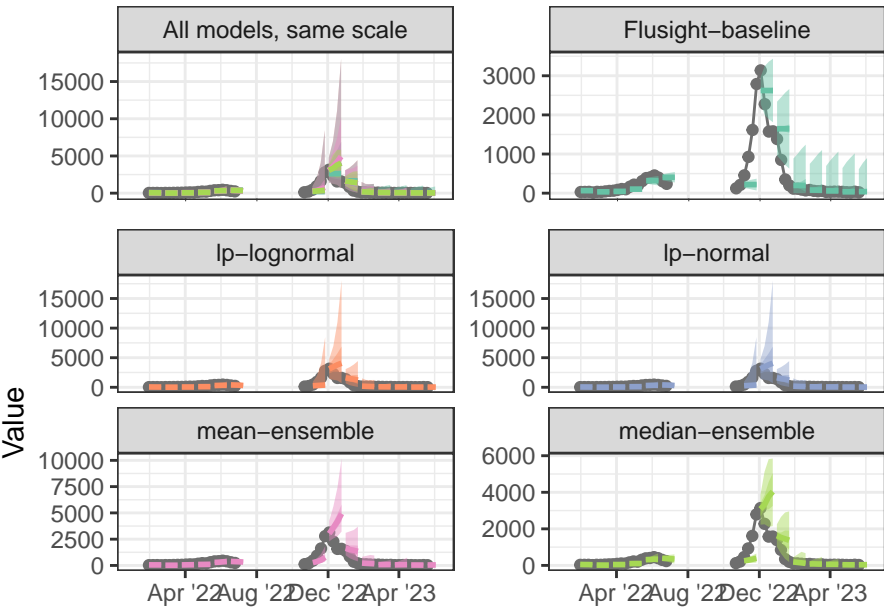 All models, same scale
15000
10000
5000
0
Flusight−baseline
3000
2000
1000
0
lp−lognormal
15000
10000
5000
0
lp−normal
15000
10000
5000
0
Value
mean−ensemble
10000
7500
5000
2500
0
median−ensemble
6000
4000
2000
0
Apr '22 Aug '22 Dec '22 Apr '23
Apr '22 Aug '22 Dec '22 Apr '23